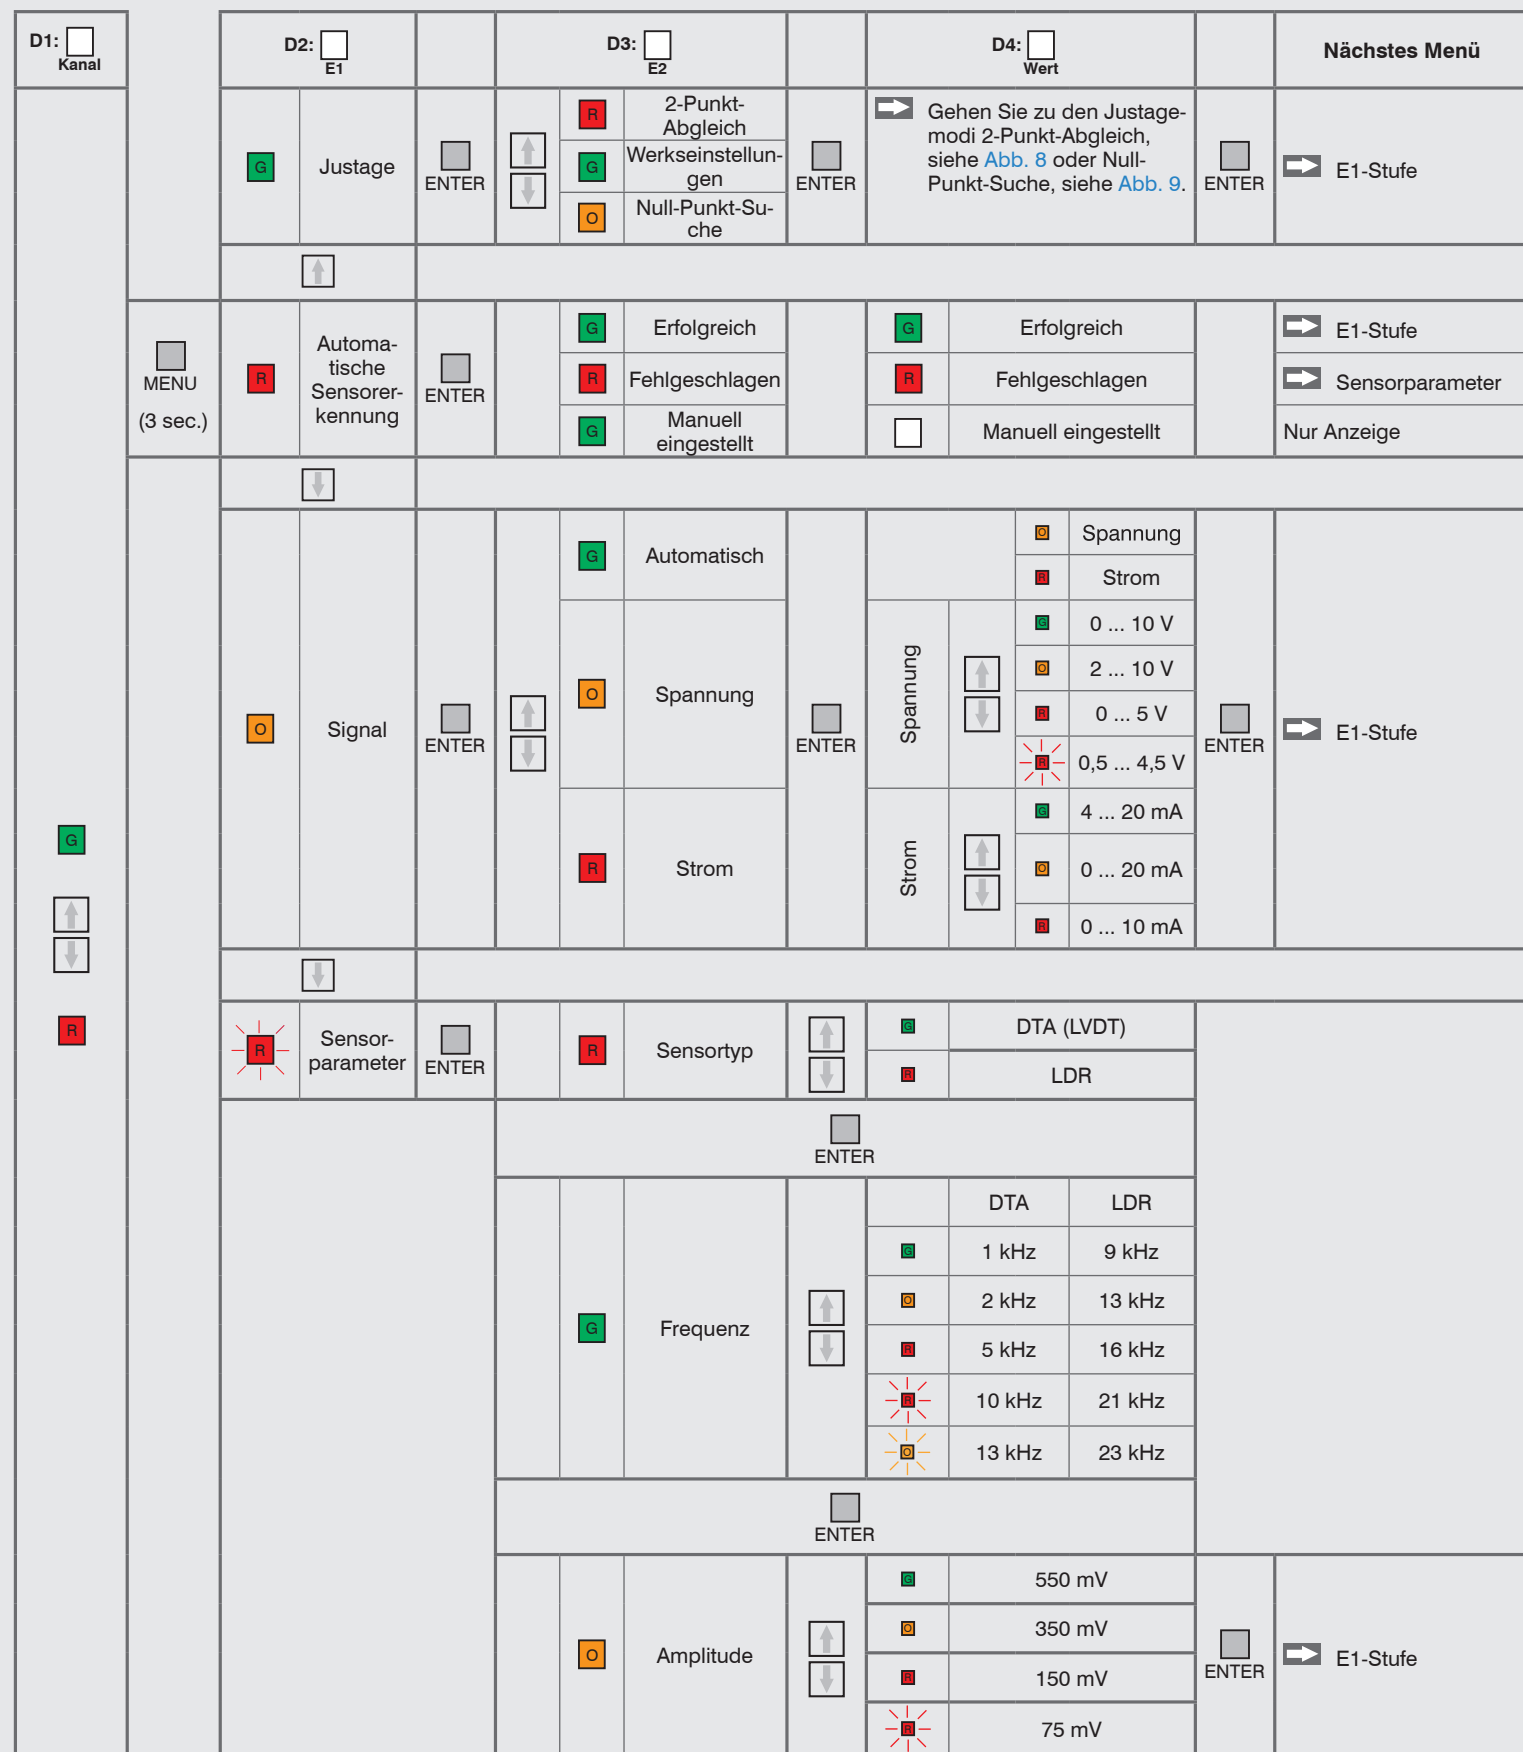 D1:
Kanal
D2:
E1
D3:
E2
D4:
Wert
Nächstes Menü
G
Justage
ENTER
R
2-Punkt-
Abgleich
G
Werkseinstellun-
gen
O
Null-Punkt-Su-
che
ENTER
Gehen Sie zu den Justage-
modi 2-Punkt-Abgleich,
siehe Abb. 8 oder Null-
Punkt-Suche, siehe Abb. 9.
ENTER
E1-Stufe
MENU
(3 sec.)
R
Automa-
tische
Sensorer-
kennung
ENTER
G
Erfolgreich
G
Erfolgreich
E1-Stufe
R
Fehlgeschlagen
R
Fehlgeschlagen
Sensorparameter
G
Manuell
eingestellt
Manuell eingestellt
Nur Anzeige
O
Signal
ENTER
G
Automatisch
O
Spannung
R
Strom
ENTER
O
Spannung
R
Strom
Spannung
G
0 ... 10 V
O
2 ... 10 V
R
0 ... 5 V
R
0,5 ... 4,5 V
Strom
G
4 ... 20 mA
O
0 ... 20 mA
R
0 ... 10 mA
ENTER
E1-Stufe
G
R
R
Sensor-
parameter
ENTER
R
Sensortyp
G
DTA (LVDT)
R
LDR
ENTER
G
Frequenz
DTA
LDR
G
1 kHz
9 kHz
O
2 kHz
13 kHz
R
5 kHz
16 kHz
R
10 kHz
21 kHz
O
13 kHz
23 kHz
ENTER
O
Amplitude
G
550 mV
O
350 mV
R
150 mV
R
75 mV
ENTER
E1-Stufe